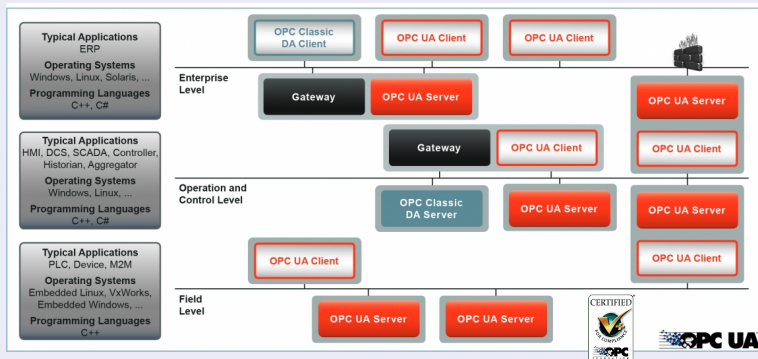 Typical Applications
ERP
Operating Systems
Windows, Linux, Solaris, ...
Programming Languages
C++, C#
Typical Applications
HMI, DCS, SCADA, Controller,
Historian, Aggregator
Operating Systems
Windows, Linux, ...
Programming Languages
C++, C#
Typical Applications
PLC, Device, M2M
Operating Systems
Embedded Linux, VxWorks,
Embedded Windows, ...
Programming Languages
C++
OPC Classic
DA Client
OPC UA Client
OPC UA Client
Enterprise
Level
Gateway
OPC UA Server
OPC UA Server
Gateway
OPC UA Client
OPC UA Client
Operation and
Control Level
OPC Classic
DA Server
OPC UA Server
OPC UA Server
OPC UA Client
OPC UA Client
Field
Level
OPC UA Server
OPC UA Server
CERTIFIED
FOR COMPLIANCE
OPC
OPC UA